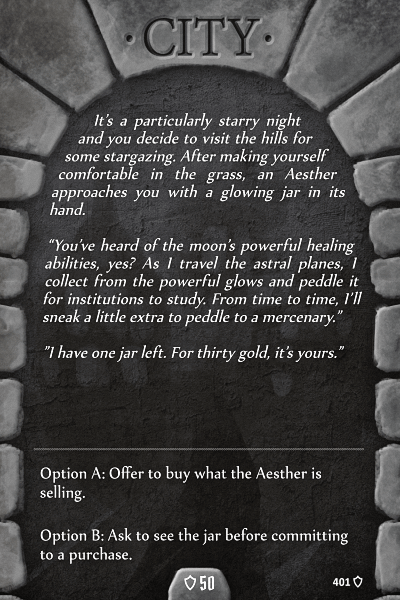 ·CITY·
It's a particularly starry night
and you decide to visit the hills for
some stargazing. After making yourself
comfortable in the grass, an Aesther
approaches you with a glowing jar in its
hand.
“You've heard of the moon's powerful healing
abilities, yes? As I travel the astral planes, I
collect from the powerful glows and peddle it
for institutions to study. From time to time, I'll
sneak a little extra to peddle to a mercenary.”
”I have one jar left. For thirty gold, it's yours.”
Option A: Offer to buy what the Aesther is
selling.
Option B: Ask to see the jar before committing
to a purchase.
50
401